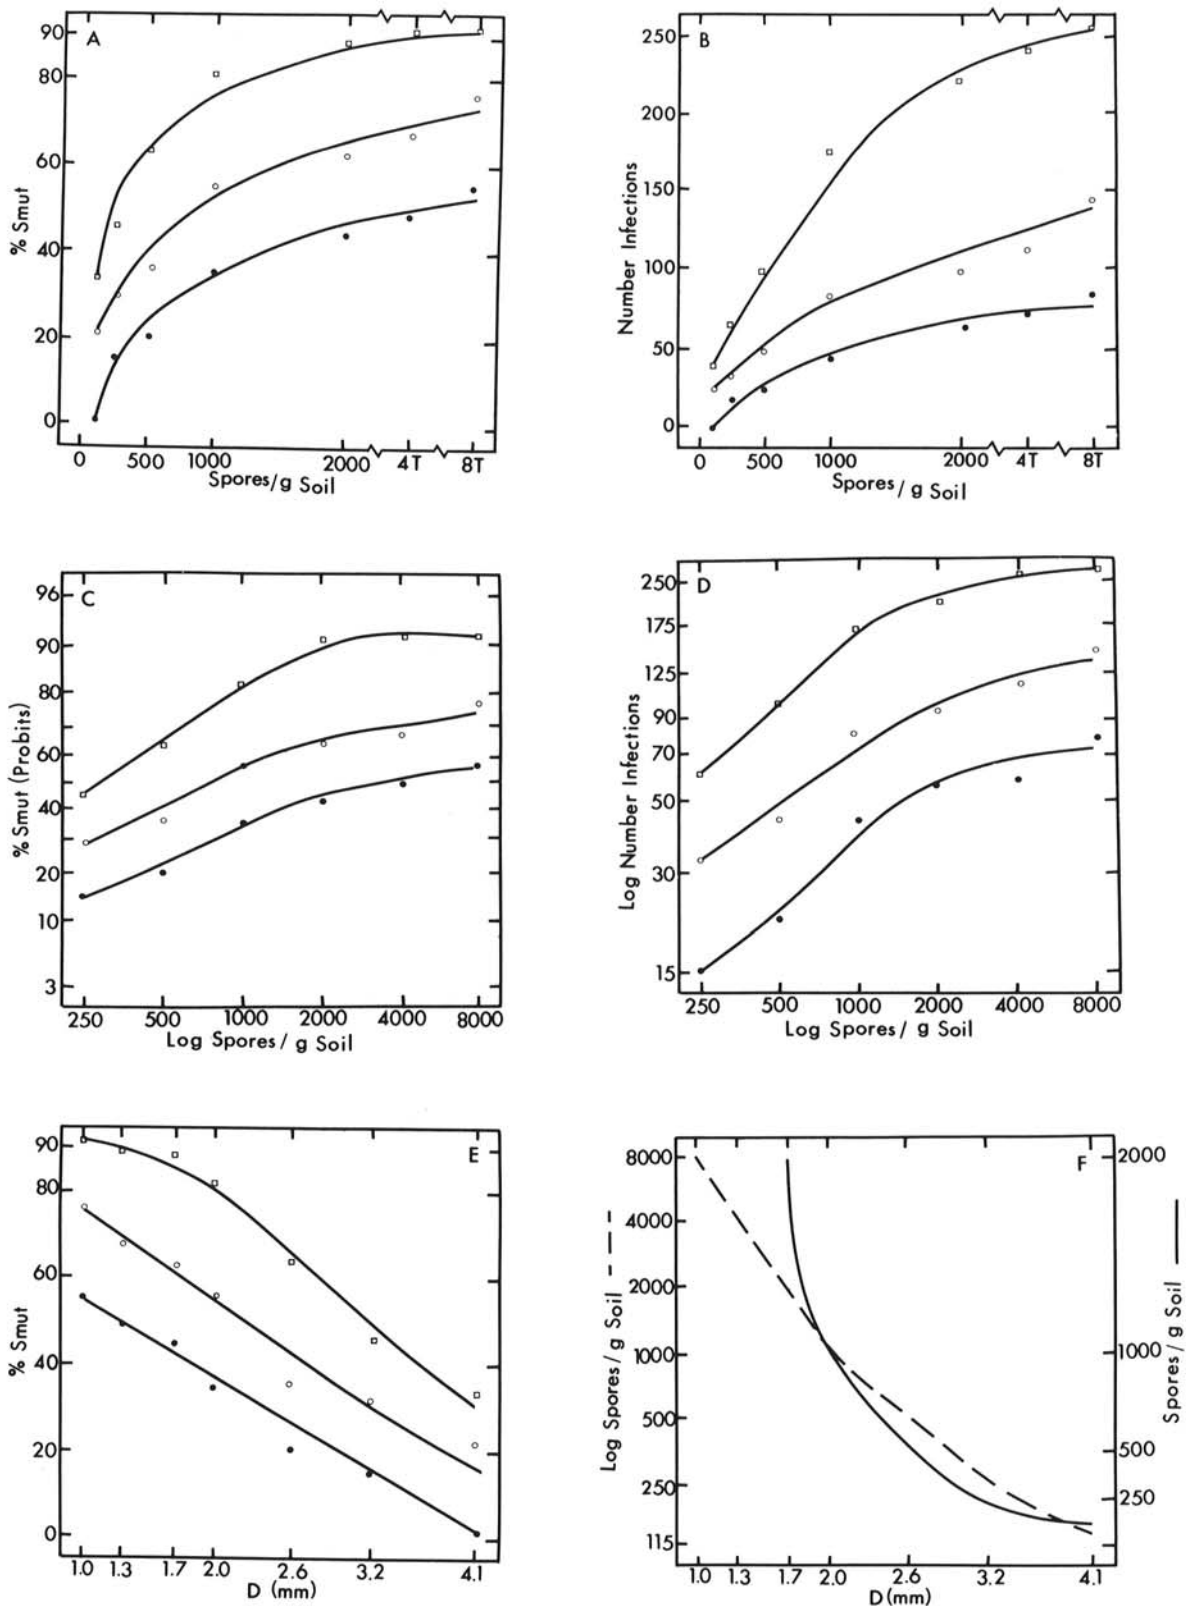 A
90
80
60
40
20
0
% Smut
0 500 1000 2000 4T 8T
Spores/g Soil
B
250
200
150
100
50
0
Number Infections
0 500 1000 2000 4T 8T
Spores/ g Soil
C
96
90
80
60
40
20
10
3
% Smut (Probits)
250 500 1000 2000 4000 8000
Log Spores/ g Soil
D
250
175
125
90
70
50
30
15
Log Number Infections
250 500 1000 2000 4000 8000
Log Spores/ g Soil
E
90
80
60
40
20
0
% Smut
1.0 1.3 1.7 2.0 2.6 3.2 4.1
D (mm)
F
8000
4000
2000
1000
500
250
115
Log Spores/g Soil
2000
1000
500
250
Spores/g Soil
1.0 1.3 1.7 2.0 2.6 3.2 4.1
D(mm)